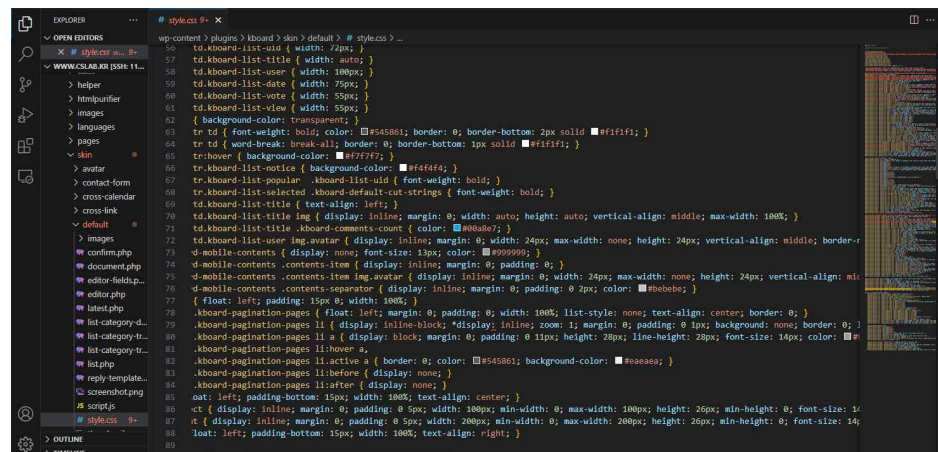 EXPLORER
OPEN EDITORS
# style.css w... 9+
WWW.CSLAB.KR [SSH: 11...
helper
htmlpurifier
images
languages
pages
skin
avatar
contact-form
cross-calendar
cross-link
default
images
confirm.php
document.php
editor-fields.p...
editor.php
latest.php
list-category-d...
list-category-tr...
list-category-tr...
list.php
reply-template...
screenshot.png
JS script.js
# style.css 9+
OUTLINE
# style.css 9+ ×
wp-content > plugins > kboard > skin > default > # style.css > ...
56 td.kboard-list-uid { width: 72px; }
57 td.kboard-list-title { width: auto; }
58 td.kboard-list-user { width: 100px; }
59 td.kboard-list-date { width: 75px; }
60 td.kboard-list-vote { width: 55px; }
61 td.kboard-list-view { width: 55px; }
62 { background-color: transparent; }
63 tr td { font-weight: bold; color: #545861; border: 0; border-bottom: 2px solid #f1f1f1; }
64 tr td { word-break: break-all; border: 0; border-bottom: 1px solid #f1f1f1; }
65 tr:hover { background-color: #f7f7f7; }
66 tr.kboard-list-notice { background-color: #f4f4f4; }
67 tr.kboard-list-popular .kboard-list-uid { font-weight: bold; }
68 tr.kboard-list-selected .kboard-default-cut-strings { font-weight: bold; }
69 td.kboard-list-title { text-align: left; }
70 td.kboard-list-title img { display: inline; margin: 0; width: auto; height: auto; vertical-align: middle; max-width: 100%; }
71 td.kboard-list-title .kboard-comments-count { color: #00a8e7; }
72 td.kboard-list-user img.avatar { display: inline; margin: 0; width: 24px; max-width: none; height: 24px; vertical-align: middle; border-r
73 d-mobile-contents { display: none; font-size: 13px; color: #999999; }
74 d-mobile-contents .contents-item { display: inline; margin: 0; padding: 0; }
75 d-mobile-contents .contents-item img.avatar { display: inline; margin: 0; width: 24px; max-width: none; height: 24px; vertical-align: mic
76 d-mobile-contents .contents-separator { display: inline; margin: 0; padding: 0 2px; color: #bebebe; }
77 { float: left; padding: 15px 0; width: 100%; }
78 .kboard-pagination-pages { float: left; margin: 0; padding: 0; width: 100%; list-style: none; text-align: center; border: 0; }
79 .kboard-pagination-pages li { display: inline-block; *display: inline; zoom: 1; margin: 0; padding: 0 1px; background: none; border: 0;
80 .kboard-pagination-pages li a { display: block; margin: 0; padding: 0 11px; height: 28px; line-height: 28px; font-size: 14px; color:
81 .kboard-pagination-pages li:hover a,
82 .kboard-pagination-pages li.active a { border: 0; color: #545861; background-color: #eaeaea; }
83 .kboard-pagination-pages li:before { display: none; }
84 .kboard-pagination-pages li:after { display: none; }
85 oat: left; padding-bottom: 15px; width: 100%; text-align: center; }
86 ct { display: inline; margin: 0; padding: 0 5px; width: 100px; min-width: 0; max-width: 100px; height: 26px; min-height: 0; font-size: 14
87 t { display: inline; margin: 0; padding: 0 5px; width: 200px; min-width: 0; max-width: 200px; height: 26px; min-height: 0; font-size: 14p
88 loat: left; padding-bottom: 15px; width: 100%; text-align: right; }
89